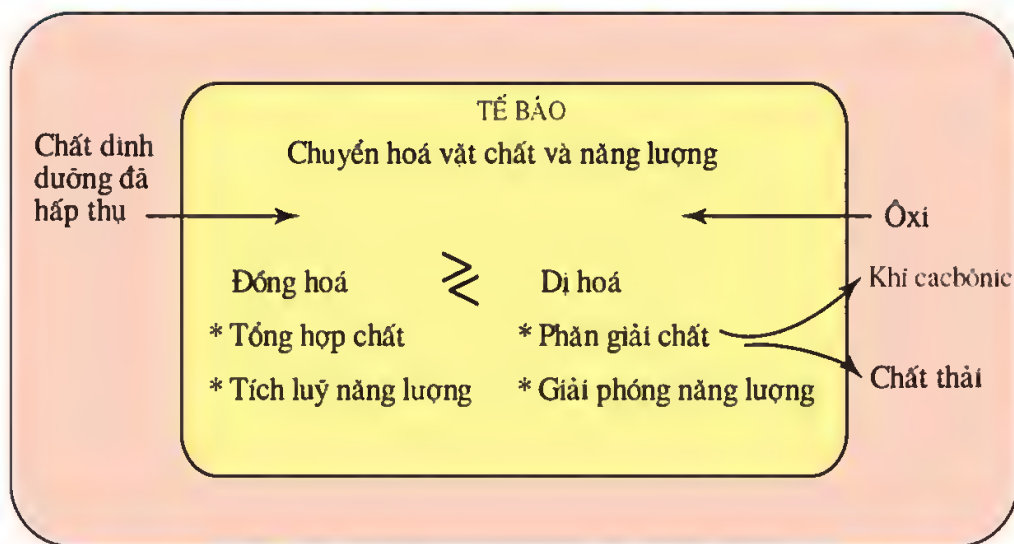 TẾ BÀO
Chuyển hoá vật chất và năng lượng
Chất dinh
dưỡng đã
hấp thụ
Ôxi
Đồng hoá
≷
Dị hoá
Khí cacbônic
* Tổng hợp chất
* Phân giải chất
* Tích luỹ năng lượng
* Giải phóng năng lượng
Chất thải